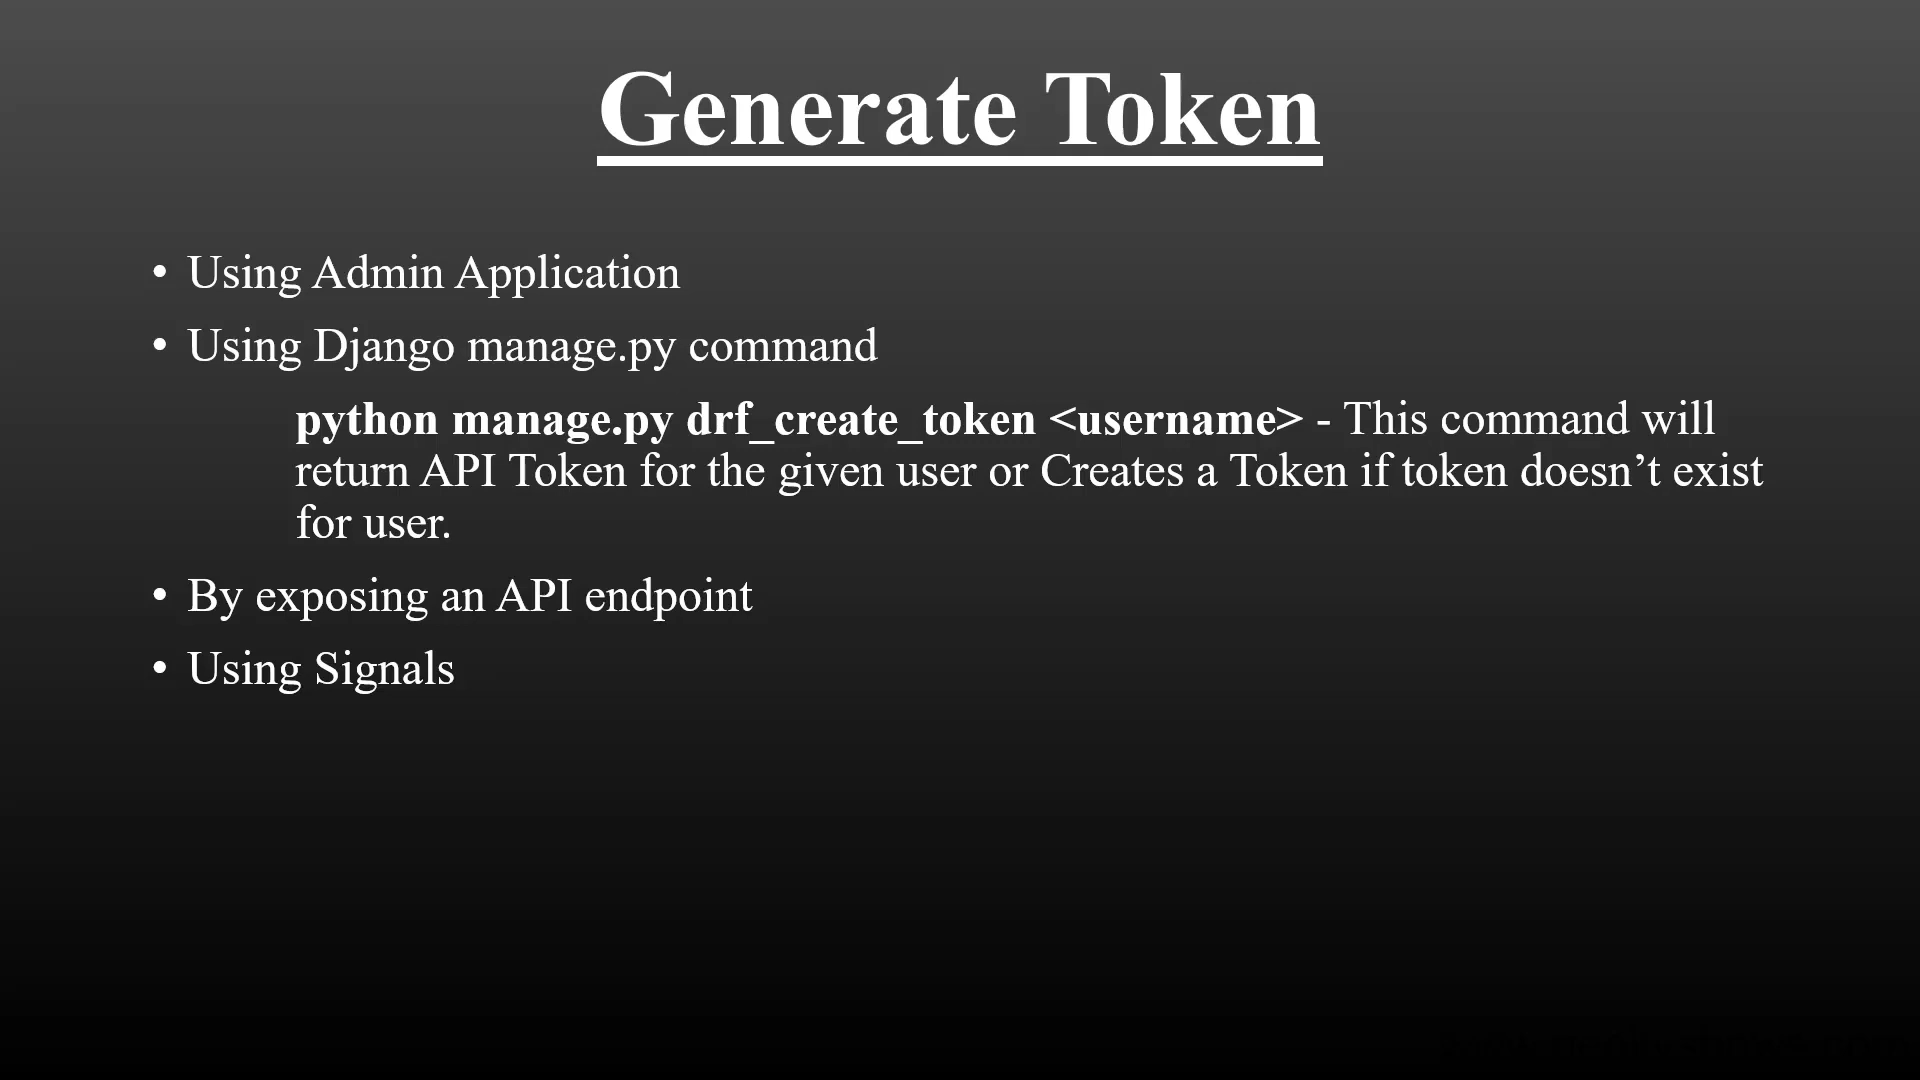 Generate Token
• Using Admin Application
• Using Django manage.py command
python manage.py drf_create_token <username> - This command will
return API Token for the given user or Creates a Token if token doesn’t exist
for user.
• By exposing an API endpoint
• Using Signals